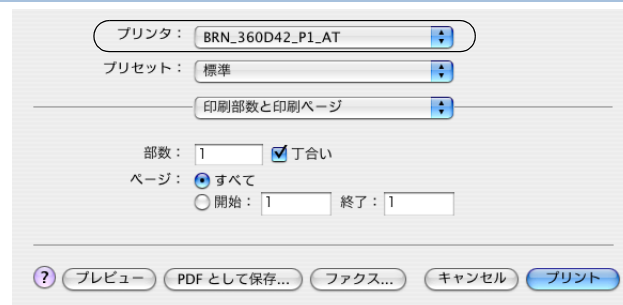 プリンタ： BRN_360D42_P1_AT
プリセット： 標準
印刷部数と印刷ページ
部数： 1 丁合い
ページ： すべて
開始： 1 終了： 1
? プレビュー PDF として保存... ファクス... キャンセル プリント